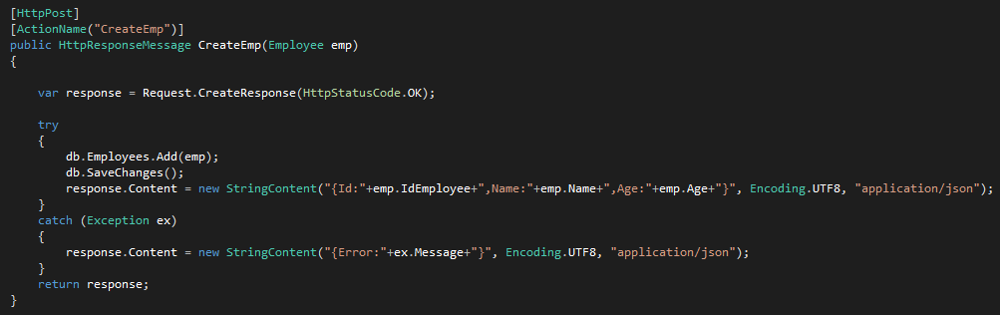 [HttpPost]
[ActionName("CreateEmp")]
public HttpResponseMessage CreateEmp(Employee emp)
{
var response = Request.CreateResponse(HttpStatusCode.OK);
try
{
db.Employees.Add(emp);
db.SaveChanges();
response.Content = new StringContent("{Id:"+emp.IdEmployee+",Name:"+emp.Name+",Age:"+emp.Age+"}", Encoding.UTF8, "application/json");
}
catch (Exception ex)
{
response.Content = new StringContent("{Error:"+ex.Message+"}", Encoding.UTF8, "application/json");
}
return response;
}